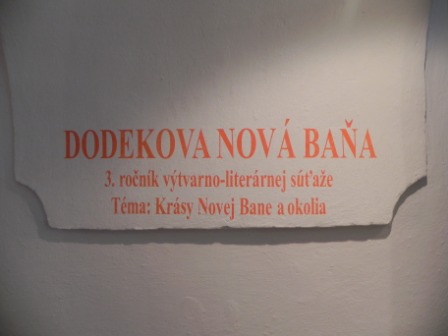 DODEKOVA NOVÁ BAŇA
3. ročník výtvarno-literárnej súťaže
Téma: Krásy Novej Bane a okolia